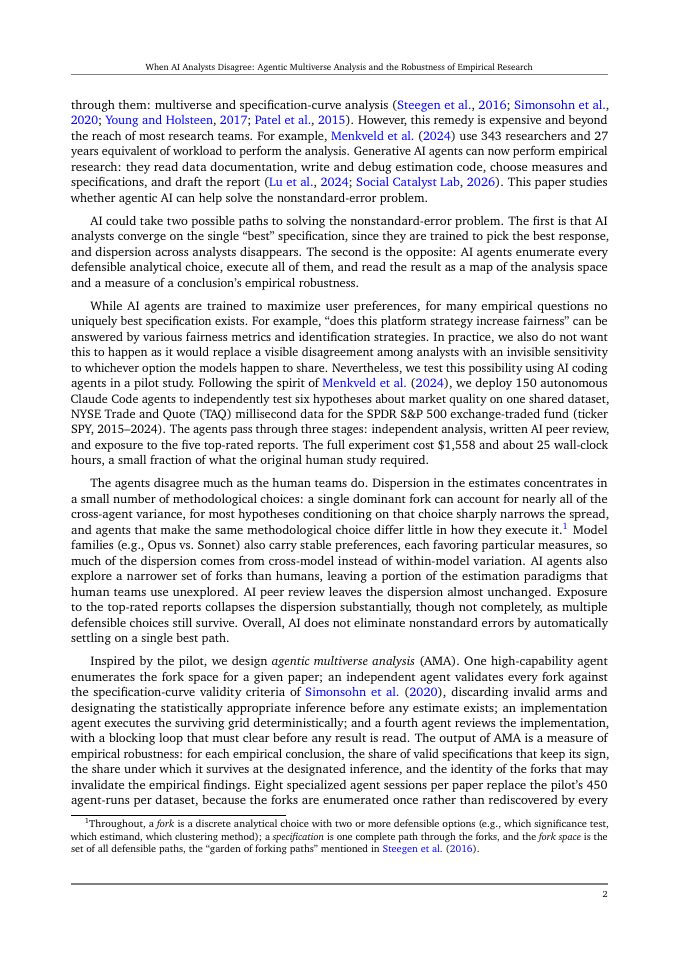 When AI Analysts Disagree: Agentic Multiverse Analysis and the Robustness of Empirical Research
through them: multiverse and specification-curve analysis (Steegen et al., 2016; Simonsohn et al.,
2020; Young and Holsteen, 2017; Patel et al., 2015). However, this remedy is expensive and beyond
the reach of most research teams. For example, Menkveld et al. (2024) use 343 researchers and 27
years equivalent of workload to perform the analysis. Generative AI agents can now perform empirical
research: they read data documentation, write and debug estimation code, choose measures and
specifications, and draft the report (Lu et al., 2024; Social Catalyst Lab, 2026). This paper studies
whether agentic AI can help solve the nonstandard-error problem.
AI could take two possible paths to solving the nonstandard-error problem. The first is that AI
analysts converge on the single “best” specification, since they are trained to pick the best response,
and dispersion across analysts disappears. The second is the opposite: AI agents enumerate every
defensible analytical choice, execute all of them, and read the result as a map of the analysis space
and a measure of a conclusion’s empirical robustness.
While AI agents are trained to maximize user preferences, for many empirical questions no
uniquely best specification exists. For example, “does this platform strategy increase fairness” can be
answered by various fairness metrics and identification strategies. In practice, we also do not want
this to happen as it would replace a visible disagreement among analysts with an invisible sensitivity
to whichever option the models happen to share. Nevertheless, we test this possibility using AI coding
agents in a pilot study. Following the spirit of Menkveld et al. (2024), we deploy 150 autonomous
Claude Code agents to independently test six hypotheses about market quality on one shared dataset,
NYSE Trade and Quote (TAQ) millisecond data for the SPDR S&P 500 exchange-traded fund (ticker
SPY, 2015–2024). The agents pass through three stages: independent analysis, written AI peer review,
and exposure to the five top-rated reports. The full experiment cost $1,558 and about 25 wall-clock
hours, a small fraction of what the original human study required.
The agents disagree much as the human teams do. Dispersion in the estimates concentrates in
a small number of methodological choices: a single dominant fork can account for nearly all of the
cross-agent variance, for most hypotheses conditioning on that choice sharply narrows the spread,
and agents that make the same methodological choice differ little in how they execute it.1 Model
families (e.g., Opus vs. Sonnet) also carry stable preferences, each favoring particular measures, so
much of the dispersion comes from cross-model instead of within-model variation. AI agents also
explore a narrower set of forks than humans, leaving a portion of the estimation paradigms that
human teams use unexplored. AI peer review leaves the dispersion almost unchanged. Exposure
to the top-rated reports collapses the dispersion substantially, though not completely, as multiple
defensible choices still survive. Overall, AI does not eliminate nonstandard errors by automatically
settling on a single best path.
Inspired by the pilot, we design agentic multiverse analysis (AMA). One high-capability agent
enumerates the fork space for a given paper; an independent agent validates every fork against
the specification-curve validity criteria of Simonsohn et al. (2020), discarding invalid arms and
designating the statistically appropriate inference before any estimate exists; an implementation
agent executes the surviving grid deterministically; and a fourth agent reviews the implementation,
with a blocking loop that must clear before any result is read. The output of AMA is a measure of
empirical robustness: for each empirical conclusion, the share of valid specifications that keep its sign,
the share under which it survives at the designated inference, and the identity of the forks that may
invalidate the empirical findings. Eight specialized agent sessions per paper replace the pilot’s 450
agent-runs per dataset, because the forks are enumerated once rather than rediscovered by every
1Throughout, a fork is a discrete analytical choice with two or more defensible options (e.g., which significance test,
which estimand, which clustering method); a specification is one complete path through the forks, and the fork space is the
set of all defensible paths, the “garden of forking paths” mentioned in Steegen et al. (2016).
2